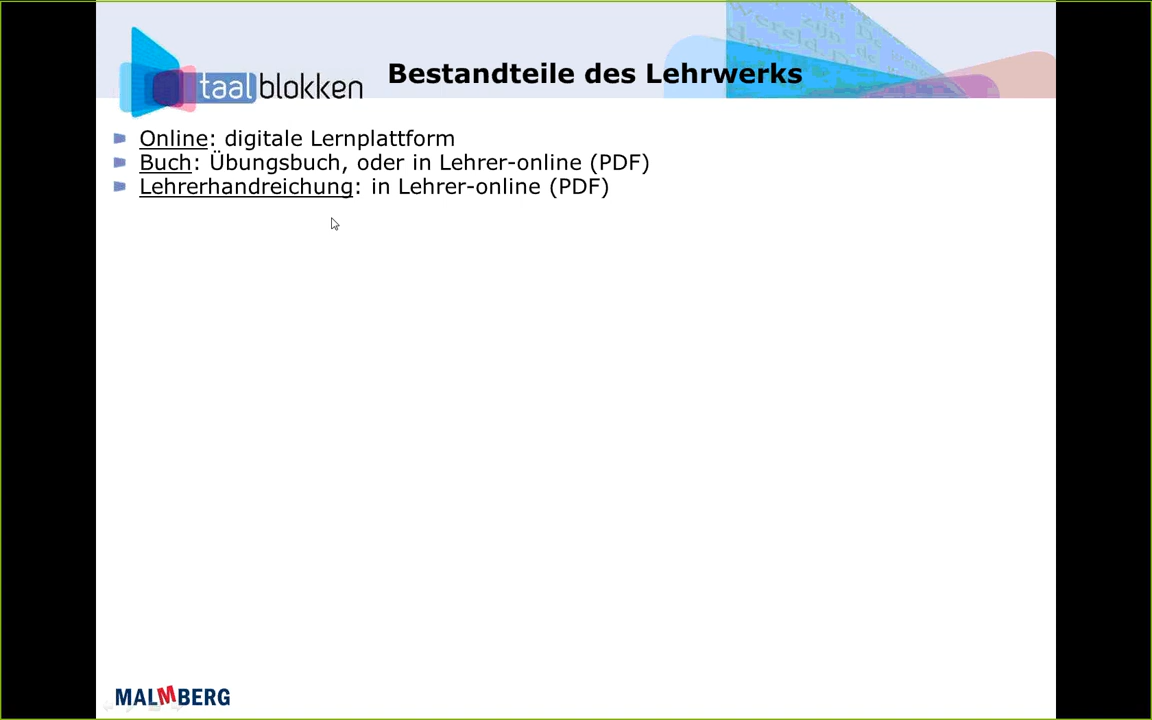 taalblokken
Bestandteile des Lehrwerks
Online: digitale Lernplattform
Buch: Übungsbuch, oder in Lehrer-online (PDF)
Lehrerhandreichung: in Lehrer-online (PDF)
MALMBERG